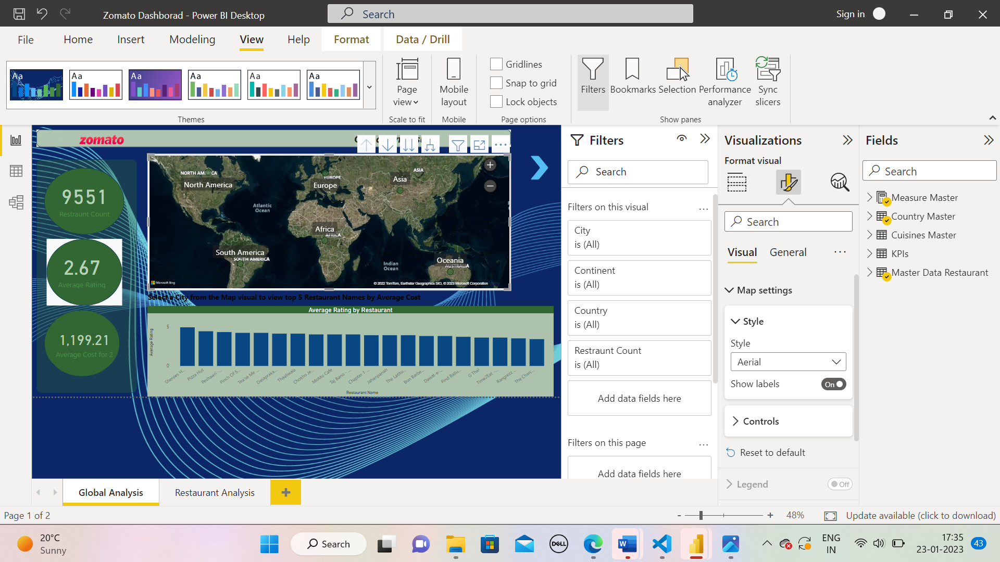 Zomato Dashborad - Power BI Desktop
Search
Sign in
File
Home
Insert
Modeling
View
Help
Format
Data / Drill
Aa
Aa
Aa
Aa
Aa
Aa
Themes
Page
view
Scale to fit
Mobile
layout
Mobile
Gridlines
Snap to grid
Lock objects
Page options
Filters
Bookmarks
Selection
Performance
analyzer
Sync
slicers
Show panes
zomato
9551
Restraunt Count
2.67
Average Rating
1,199.21
Average Cost for 2
North America
Europe
EUROPE
Asia
ASIA
Atlantic
Ocean
Africa
AFRICA
South America
SOUTH AMERICA
Indian
Ocean
Oceania
AUSTRALIA
Microsoft Bing
© 2022 TomTom, Earthstar Geographics SIO, © 2023 Microsoft Corporation
Select a City from the Map visual to view top 5 Restaurant Names by Average Cost
Average Rating by Restaurant
Average Rating
5
0
Sheroes H...
Pizza Hut
Peshawri - ...
Pinch Of S...
Tea'se Me ...
Dasapraka...
Thaaliwala
Chokho Je...
MoMo Cafe
Taj Bano - ...
Chapter 1 ...
Jahanpanah
The Latitu...
Bon Barbe...
Dawat-e-...
Pind Ballu...
G Thal
Time2Eat - ...
Rangrezz ...
The Charc...
Restaurant Name
Filters
Search
Filters on this visual
...
City
is (All)
Continent
is (All)
Country
is (All)
Restraunt Count
is (All)
Add data fields here
Filters on this page
...
Add data fields here
Visualizations
Format visual
Search
Visual
General
...
Map settings
Style
Style
Aerial
Show labels
On
Controls
Reset to default
Legend
Off
Fields
Search
Measure Master
Country Master
Cuisines Master
KPIs
Master Data Restaurant
Global Analysis
Restaurant Analysis
+
Page 1 of 2
- + 48%
Update available (click to download)
20°C
Sunny
Search
DELL
ENG
IN
17:35
23-01-2023
43